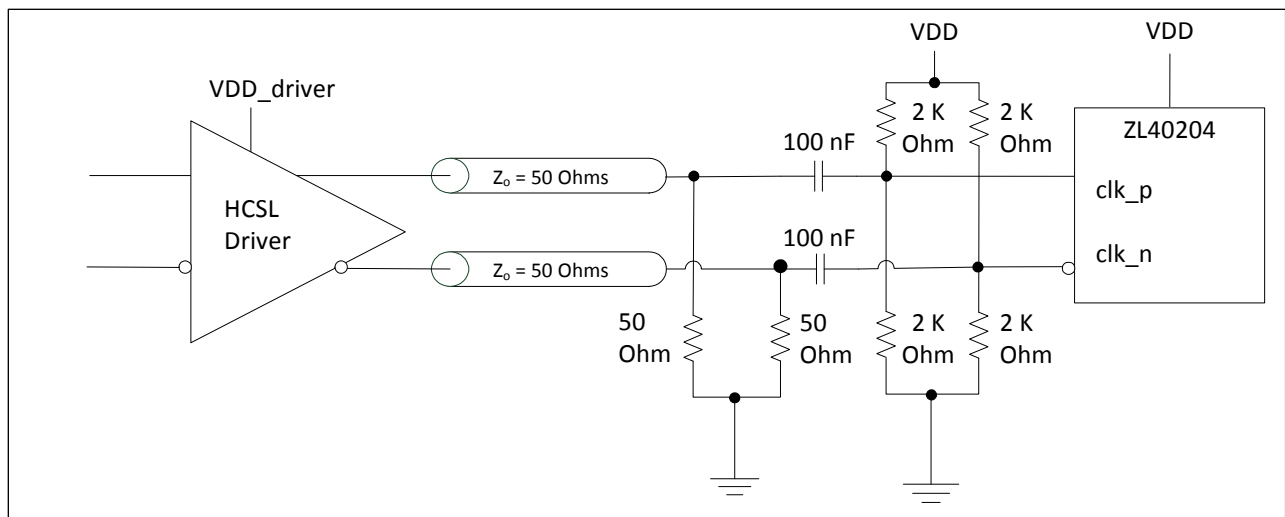 VDD
VDD
VDD_driver
2 K
Ohm
2 K
Ohm
ZL40204
100 nF
Zo = 50 Ohms
clk_p
HCSL
Driver
100 nF
clk_n
Zo = 50 Ohms
50
Ohm
50
Ohm
2 K
Ohm
2 K
Ohm